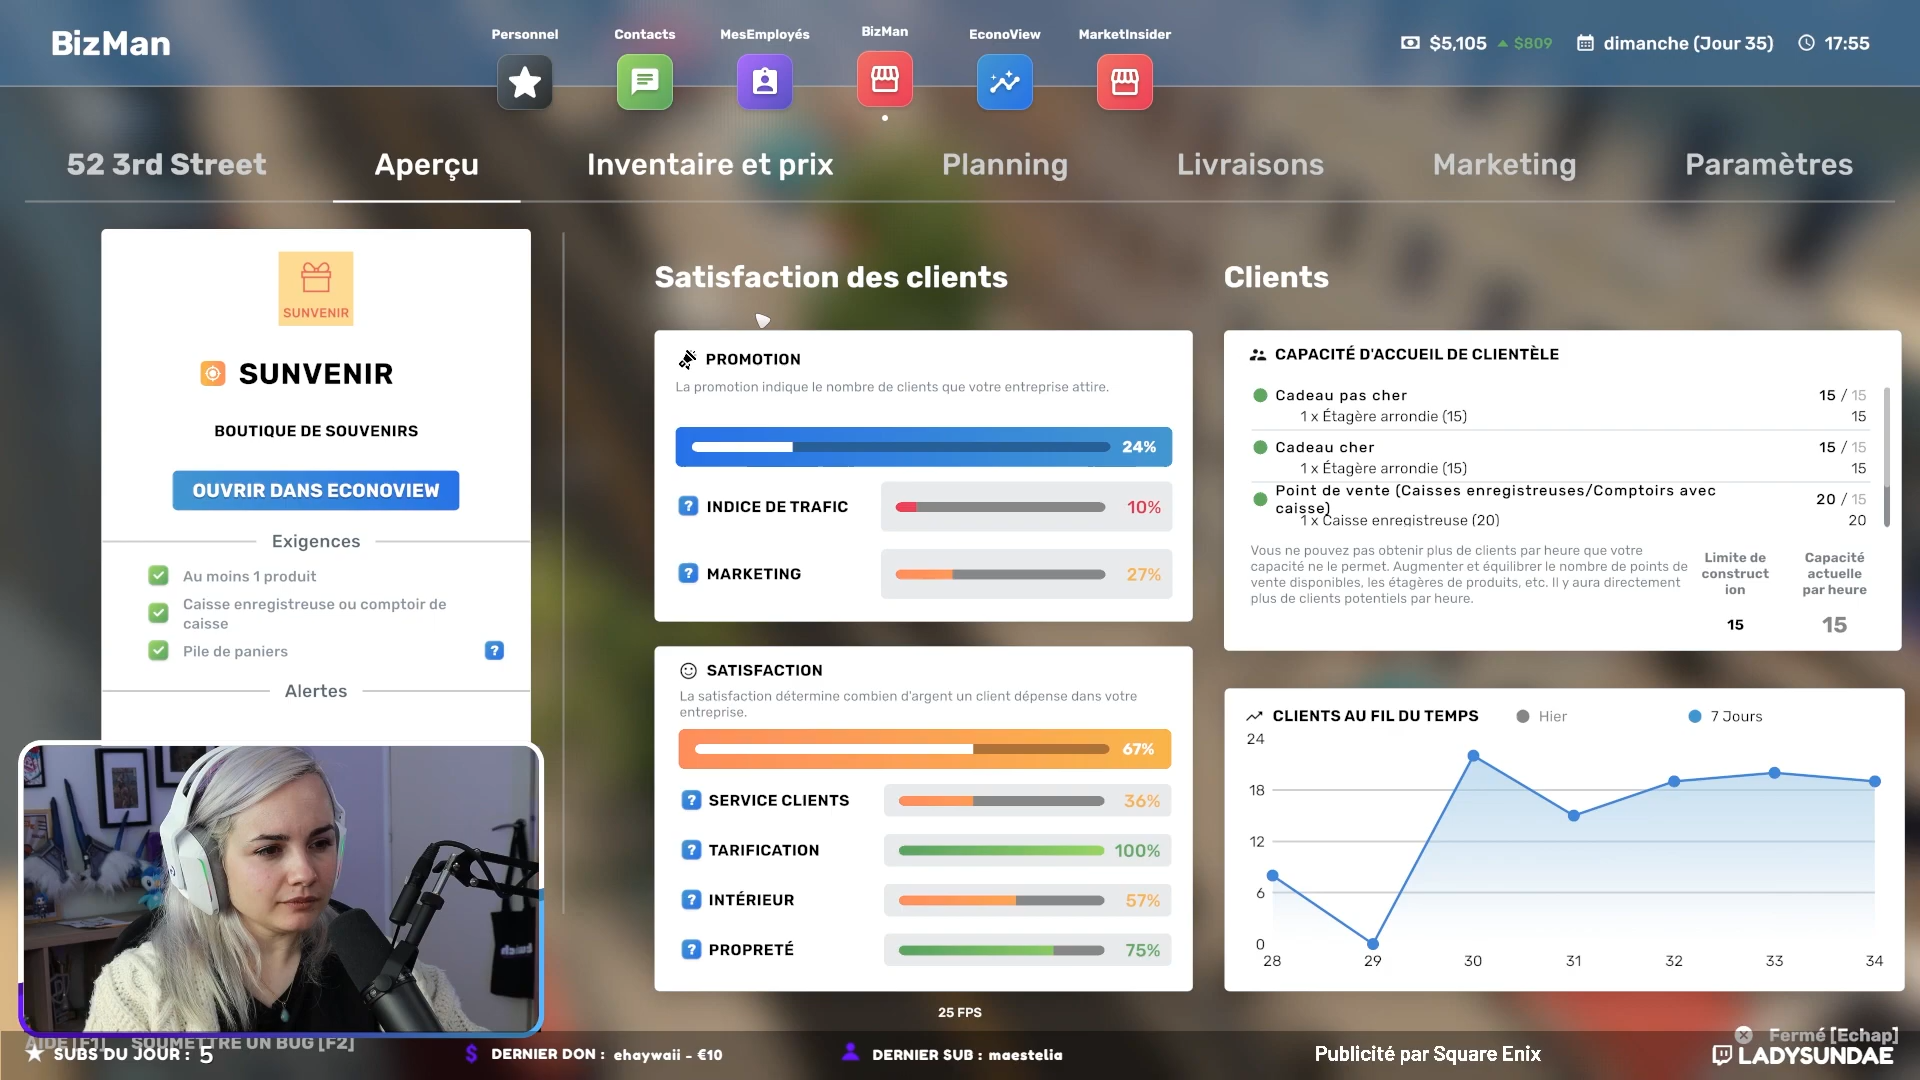 BizMan
Personnel
Contacts
MesEmployés
BizMan
EconoView
MarketInsider
$5,105
$809
dimanche (Jour 35)
17:55
52 3rd Street
Aperçu
Inventaire et prix
Planning
Livraisons
Marketing
Paramètres
SUNVENIR
SUNVENIR
BOUTIQUE DE SOUVENIRS
OUVRIR DANS ECONOVIEW
Exigences
Au moins 1 produit
Caisse enregistreuse ou comptoir de
caisse
Pile de paniers
?
Alertes
Satisfaction des clients
PROMOTION
La promotion indique le nombre de clients que votre entreprise attire.
24%
? INDICE DE TRAFIC 10%
? MARKETING 27%
SATISFACTION
La satisfaction détermine combien d'argent un client dépense dans votre
entreprise.
67%
? SERVICE CLIENTS 36%
? TARIFICATION 100%
? INTÉRIEUR 57%
? PROPRETÉ 75%
Clients
CAPACITÉ D'ACCUEIL DE CLIENTÈLE
Cadeau pas cher 15 / 15
1 x Étagère arrondie (15) 15
Cadeau cher 15 / 15
1 x Étagère arrondie (15) 15
Point de vente (Caisses enregistreuses/Comptoirs avec
caisse) 20 / 15
1 x Caisse enregistreuse (20) 20
Vous ne pouvez pas obtenir plus de clients par heure que votre
capacité ne le permet. Augmenter et équilibrer le nombre de points de
vente disponibles, les étagères de produits, etc. Il y aura directement
plus de clients potentiels par heure.
Limite de
construct
ion
15
Capacité
actuelle
par heure
15
CLIENTS AU FIL DU TEMPS
Hier
7 Jours
24
18
12
6
0
28 29 30 31 32 33 34
25 FPS
AIDE [F1]
SOUMETTRE UN BUG [F2]
Fermé [Echap]
SUBS DU JOUR : 5
DERNIER DON : ehaywaii - €10
DERNIER SUB : maestelia
Publicité par Square Enix
LADYSUNDAE